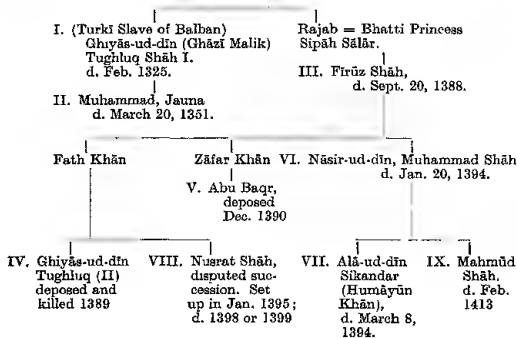 I. (Turkī Slave of Balban)
Ghiyās-ud-dīn (Ghāzī Malik)
Tughluq Shāh I.
d. Feb. 1325.
Rajab = Bhatti Princess
Sipāh Sālār.
III. Fīrūz Shāh,
d. Sept. 20, 1388.
II. Muhammad, Jauna
d. March 20, 1351.
Fath Khān
Zāfar Khān
VI. Nāsir-ud-dīn, Muhammad Shāh
d. Jan. 20, 1394.
V. Abu Baqr,
deposed
Dec. 1390
IV. Ghiyās-ud-dīn
Tughluq (II)
deposed and
killed 1389
VIII. Nusrat Shāh,
disputed suc-
cession. Set
up in Jan. 1395;
d. 1398 or 1399
VII. Alā-ud-dīn
Sikandar
(Humāyūn
Khān),
d. March 8,
1394.
IX. Mahmūd
Shāh.
d. Feb.
1413